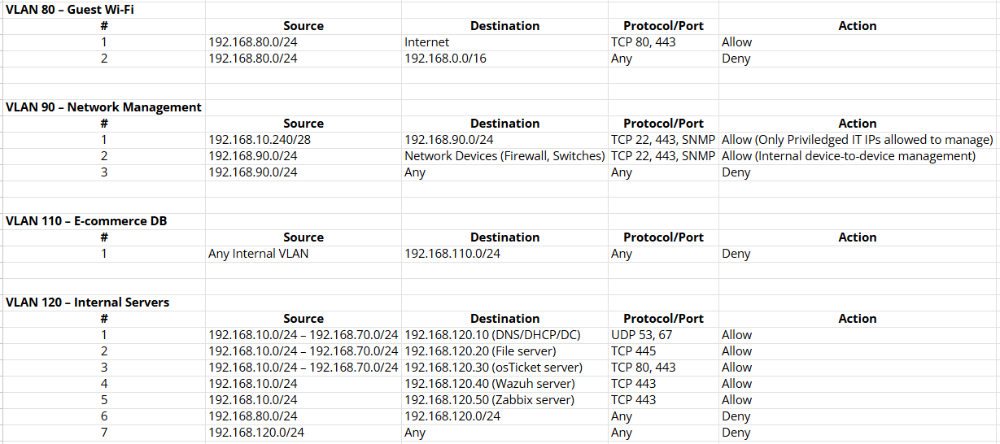 VLAN 80 – Guest Wi-Fi
# Source Destination Protocol/Port Action
1 192.168.80.0/24 Internet TCP 80, 443 Allow
2 192.168.80.0/24 192.168.0.0/16 Any Deny
VLAN 90 – Network Management
# Source Destination Protocol/Port Action
1 192.168.10.240/28 192.168.90.0/24 TCP 22, 443, SNMP Allow (Only Priviledged IT IPs allowed to manage)
2 192.168.90.0/24 Network Devices (Firewall, Switches) TCP 22, 443, SNMP Allow (Internal device-to-device management)
3 192.168.90.0/24 Any Any Deny
VLAN 110 – E-commerce DB
# Source Destination Protocol/Port Action
1 Any Internal VLAN 192.168.110.0/24 Any Deny
VLAN 120 – Internal Servers
# Source Destination Protocol/Port Action
1 192.168.10.0/24 – 192.168.70.0/24 192.168.120.10 (DNS/DHCP/DC) UDP 53, 67 Allow
2 192.168.10.0/24 – 192.168.70.0/24 192.168.120.20 (File server) TCP 445 Allow
3 192.168.10.0/24 – 192.168.70.0/24 192.168.120.30 (osTicket server) TCP 80, 443 Allow
4 192.168.10.0/24 192.168.120.40 (Wazuh server) TCP 443 Allow
5 192.168.10.0/24 192.168.120.50 (Zabbix server) TCP 443 Allow
6 192.168.80.0/24 192.168.120.0/24 Any Deny
7 192.168.120.0/24 Any Any Deny